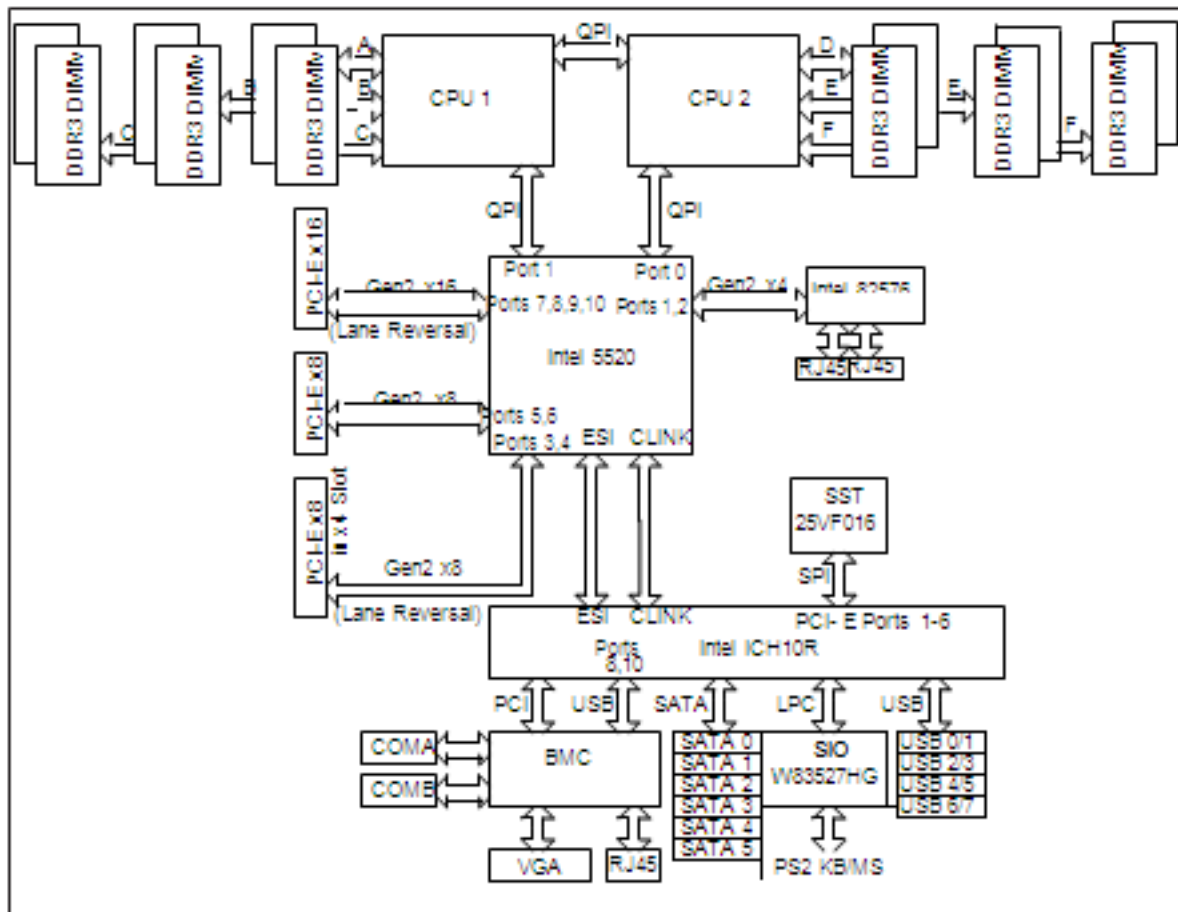 QPI
A
D
CPU 1
CPU 2
B
B
E
E
C
C
F
F
DDR3 DIMM
DDR3 DIMM
DDR3 DIMM
DDR3 DIMM
DDR3 DIMM
DDR3 DIMM
QPI
QPI
PCI-E x16
Port 1
Port 0
Gen2 x16
Gen2 x4
Intel 82576
Ports 7,8,9,10
Ports 1,2
(Lane Reversal)
Intel 5520
RJ45
RJ45
PCI-E x8
Gen2 x8
Ports 5,6
Ports 3,4
ESI
CLINK
PCI-E x8
In x4 Slot
SST
25VF016
Gen2 x8
SPI
(Lane Reversal)
ESI
CLINK
PCI- E Ports 1-6
Ports
8,10
Intel ICH10R
PCI
USB
SATA
LPC
USB
COMA
BMC
SATA 0
SIO
USB 0/1
SATA 1
W83527HG
USB 2/3
COMB
SATA 2
USB 4/5
SATA 3
USB 6/7
SATA 4
SATA 5
VGA
RJ45
PS2 KB/MS